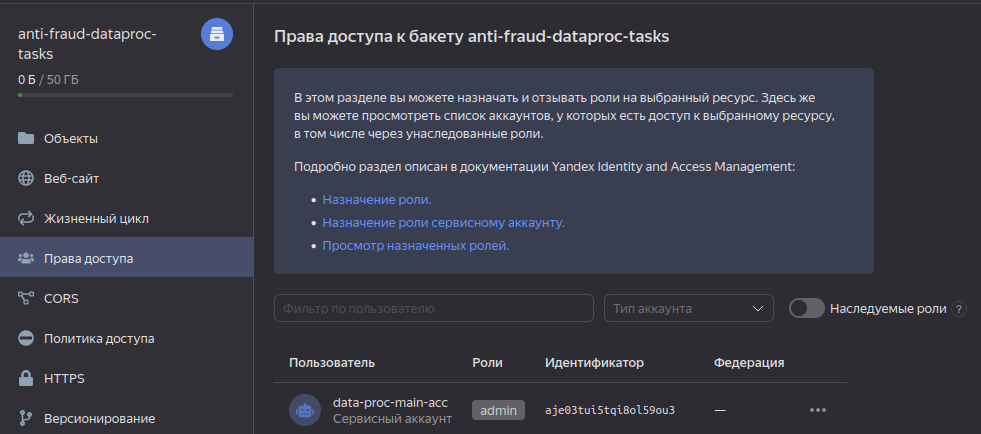 anti-fraud-dataproc-
tasks
0 Б / 50 ГБ
Объекты
Веб-сайт
Жизненный цикл
Права доступа
CORS
Политика доступа
HTTPS
Версионирование
Права доступа к бакету anti-fraud-dataproc-tasks
В этом разделе вы можете назначать и отзывать роли на выбранный ресурс. Здесь же
вы можете просмотреть список аккаунтов, у которых есть доступ к выбранному ресурсу,
в том числе через унаследованные роли.
Подробно раздел описан в документации Yandex Identity and Access Management:
• Назначение роли.
• Назначение роли сервисному аккаунту.
• Просмотр назначенных ролей.
Фильтр по пользователю
Тип аккаунта
Наследуемые роли ?
Пользователь Роли Идентификатор Федерация
data-proc-main-acc admin aje03tui5tqi8ol59ou3 —
Сервисный аккаунт